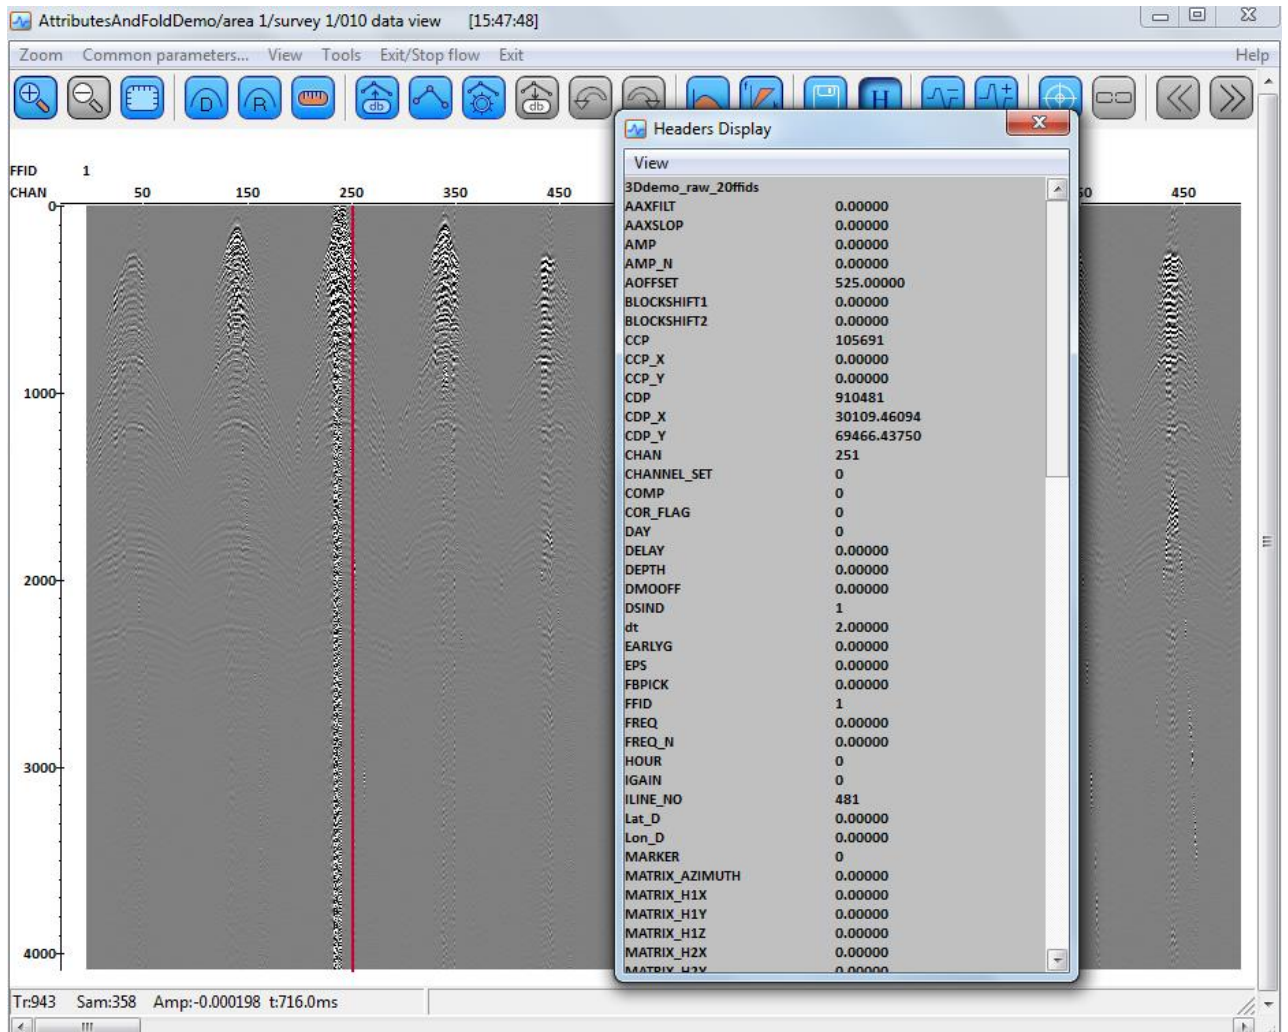 AttributesAndFoldDemo/area 1/survey 1/010 data view [15:47:48]
Zoom Common parameters... View Tools Exit/Stop flow Exit Help
D R db db H
Headers Display
View
FFID 1
CHAN 50 150 250 350 450 450
0
1000
2000
3000
4000
3Ddemo_raw_20ffids
AAXFILT 0.00000
AAXSLOP 0.00000
AMP 0.00000
AMP_N 0.00000
AOFFSET 525.00000
BLOCKSHIFT1 0.00000
BLOCKSHIFT2 0.00000
CCP 105691
CCP_X 0.00000
CCP_Y 0.00000
CDP 910481
CDP_X 30109.46094
CDP_Y 69466.43750
CHAN 251
CHANNEL_SET 0
COMP 0
COR_FLAG 0
DAY 0
DELAY 0.00000
DEPTH 0.00000
DMOOFF 0.00000
DSIND 1
dt 2.00000
EARLYG 0.00000
EPS 0.00000
FBPICK 0.00000
FFID 1
FREQ 0.00000
FREQ_N 0.00000
HOUR 0
IGAIN 0
ILINE_NO 481
Lat_D 0.00000
Lon_D 0.00000
MARKER 0
MATRIX_AZIMUTH 0.00000
MATRIX_H1X 0.00000
MATRIX_H1Y 0.00000
MATRIX_H1Z 0.00000
MATRIX_H2X 0.00000
MATRIX_H2Y 0.00000
Tr:943 Sam:358 Amp:-0.000198 t:716.0ms